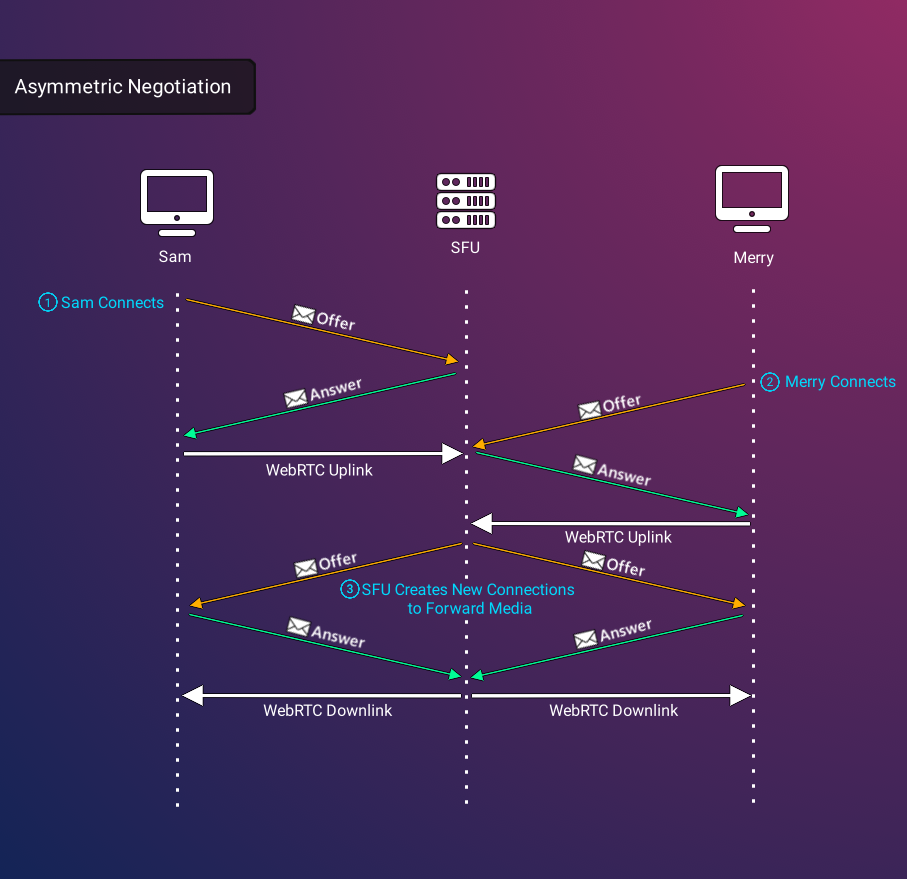 Asymmetric Negotiation
Sam
SFU
Merry
1 Sam Connects
Offer
Answer
2 Merry Connects
Offer
WebRTC Uplink
Answer
WebRTC Uplink
Offer
Offer
3 SFU Creates New Connections
to Forward Media
Answer
Answer
WebRTC Downlink
WebRTC Downlink